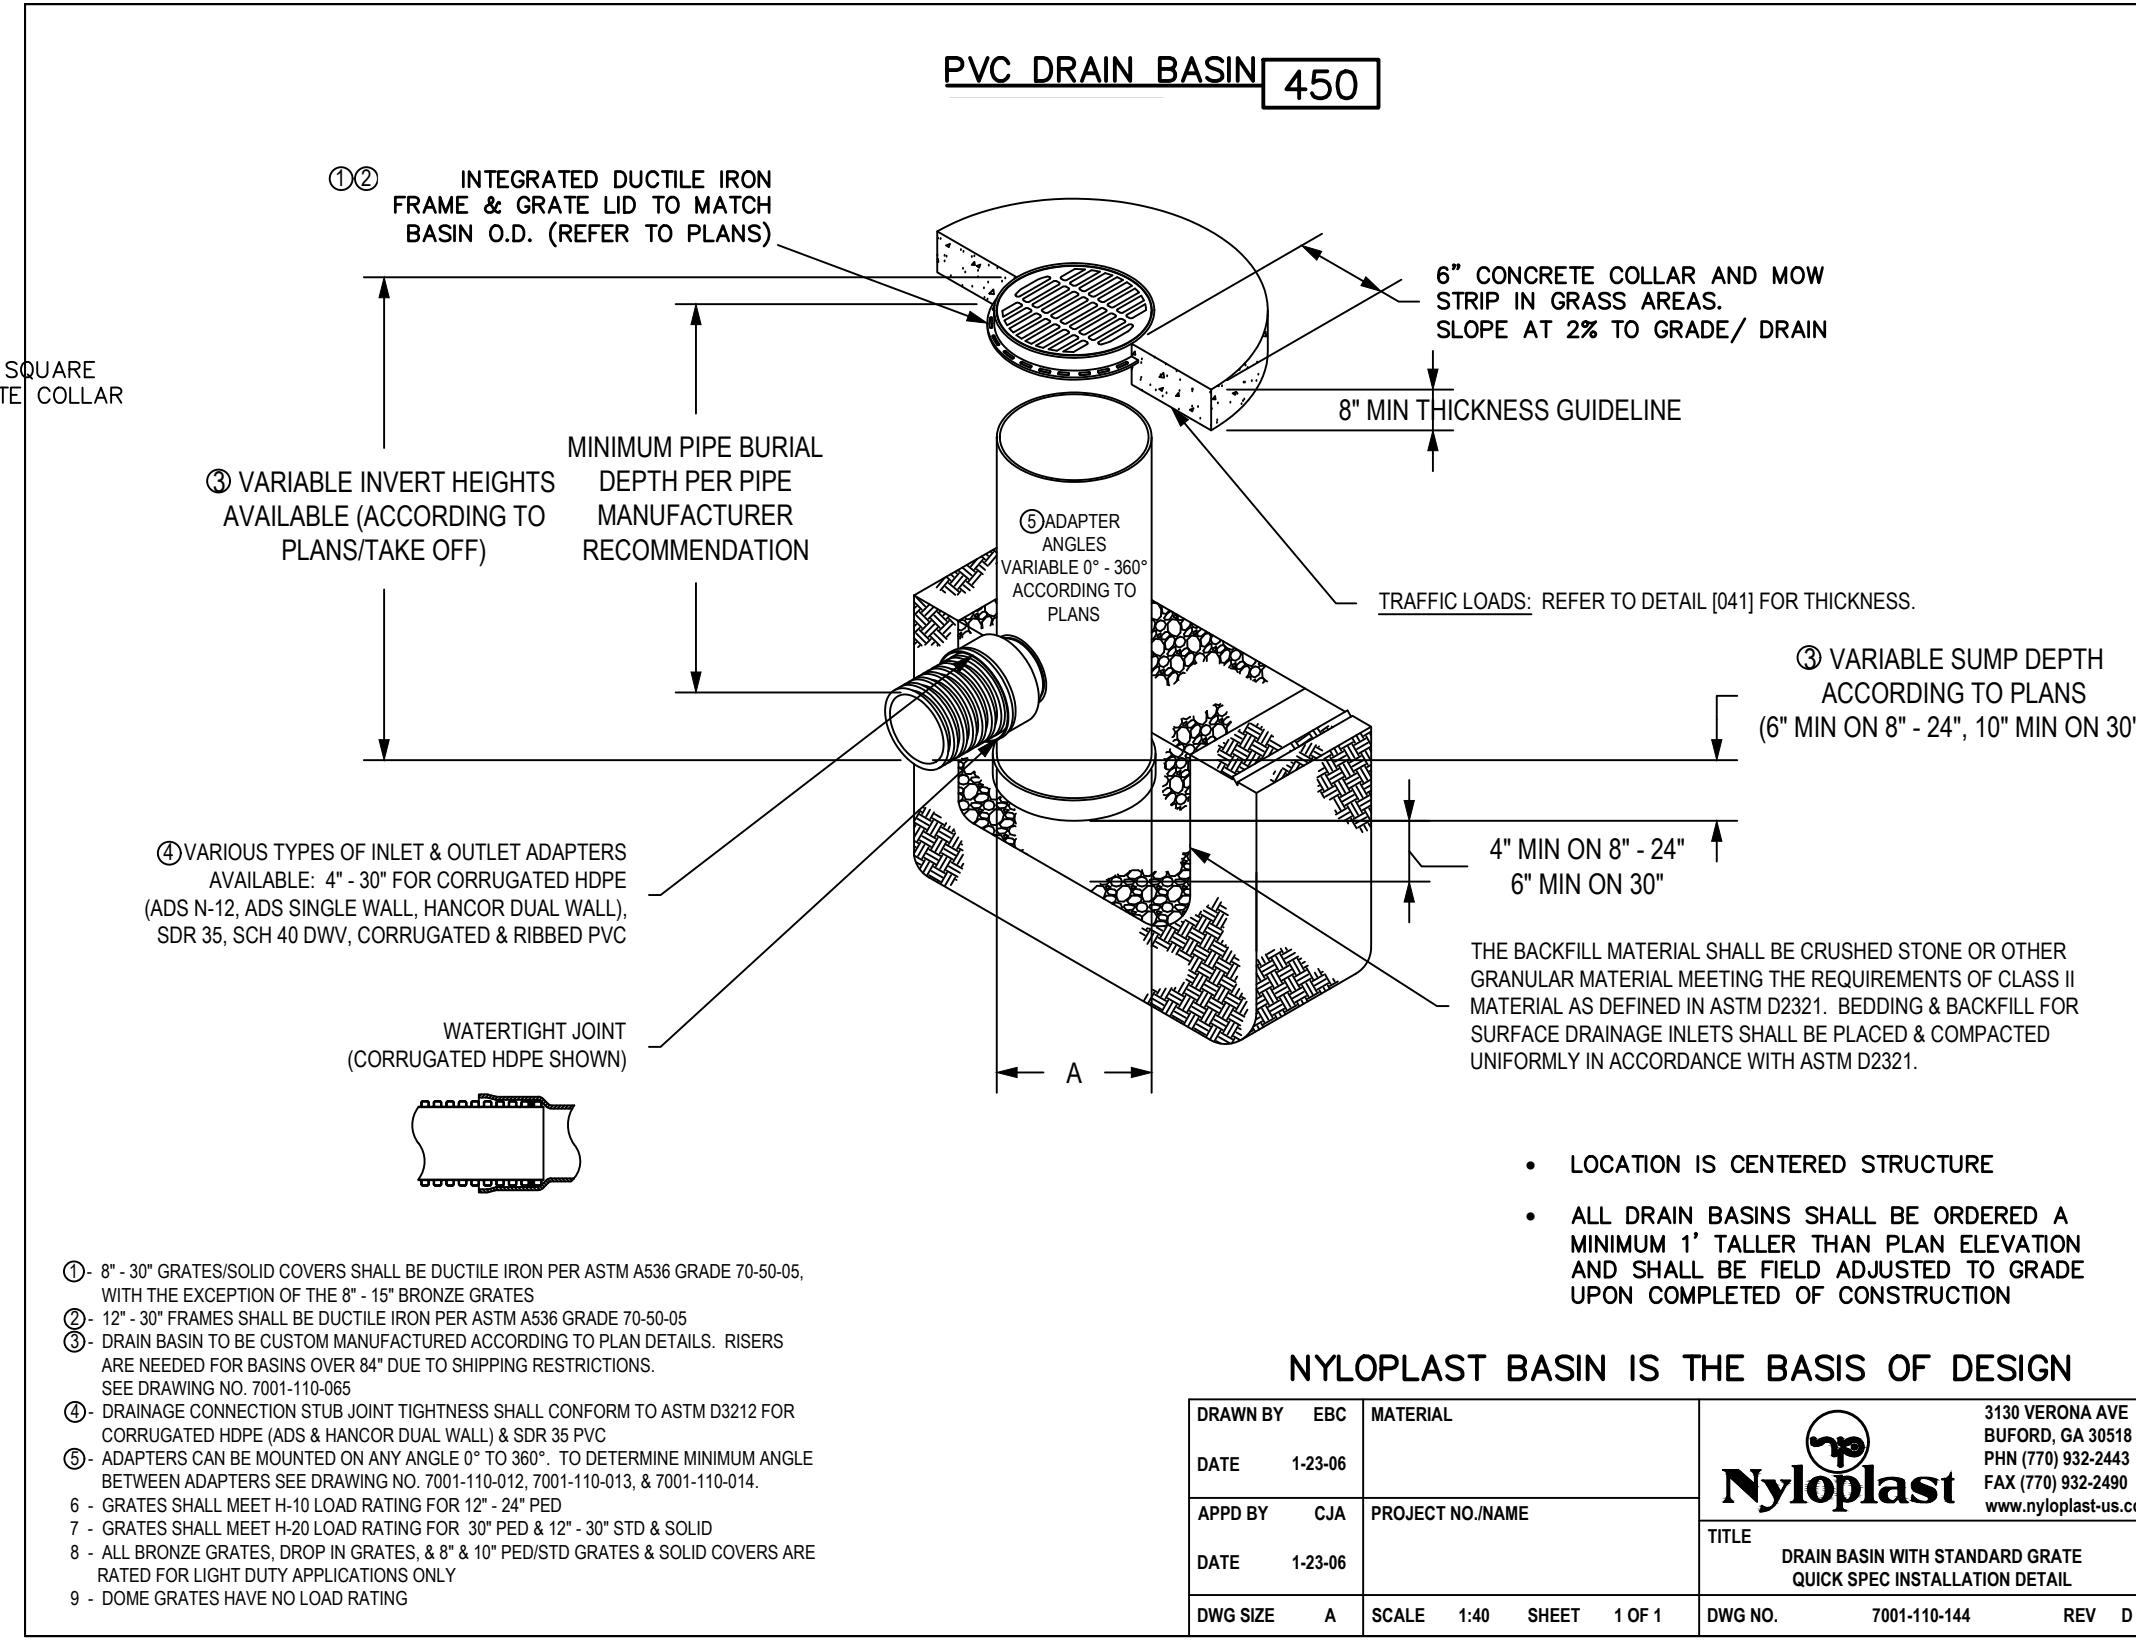 PVC DRAIN BASIN 450
①② INTEGRATED DUCTILE IRON
FRAME & GRATE LID TO MATCH
BASIN O.D. (REFER TO PLANS)
6" CONCRETE COLLAR AND MOW
STRIP IN GRASS AREAS.
SLOPE AT 2% TO GRADE/ DRAIN
SQUARE
COLLAR
8" MIN THICKNESS GUIDELINE
③ VARIABLE INVERT HEIGHTS
AVAILABLE (ACCORDING TO
PLANS/TAKE OFF)
MINIMUM PIPE BURIAL
DEPTH PER PIPE
MANUFACTURER
RECOMMENDATION
⑤ADAPTER
ANGLES
VARIABLE 0° - 360°
ACCORDING TO
PLANS
TRAFFIC LOADS: REFER TO DETAIL [041] FOR THICKNESS.
③ VARIABLE SUMP DEPTH
ACCORDING TO PLANS
(6" MIN ON 8" - 24", 10" MIN ON 30"
④VARIOUS TYPES OF INLET & OUTLET ADAPTERS
AVAILABLE: 4" - 30" FOR CORRUGATED HDPE
(ADS N-12, ADS SINGLE WALL, HANCOR DUAL WALL),
SDR 35, SCH 40 DWV, CORRUGATED & RIBBED PVC
4" MIN ON 8" - 24"
6" MIN ON 30"
THE BACKFILL MATERIAL SHALL BE CRUSHED STONE OR OTHER
GRANULAR MATERIAL MEETING THE REQUIREMENTS OF CLASS II
MATERIAL AS DEFINED IN ASTM D2321. BEDDING & BACKFILL FOR
SURFACE DRAINAGE INLETS SHALL BE PLACED & COMPACTED
UNIFORMLY IN ACCORDANCE WITH ASTM D2321.
WATERTIGHT JOINT
(CORRUGATED HDPE SHOWN)
A
• LOCATION IS CENTERED STRUCTURE
• ALL DRAIN BASINS SHALL BE ORDERED A
MINIMUM 1' TALLER THAN PLAN ELEVATION
AND SHALL BE FIELD ADJUSTED TO GRADE
UPON COMPLETED OF CONSTRUCTION
①- 8" - 30" GRATES/SOLID COVERS SHALL BE DUCTILE IRON PER ASTM A536 GRADE 70-50-05,
WITH THE EXCEPTION OF THE 8" - 15" BRONZE GRATES
②- 12" - 30" FRAMES SHALL BE DUCTILE IRON PER ASTM A536 GRADE 70-50-05
③- DRAIN BASIN TO BE CUSTOM MANUFACTURED ACCORDING TO PLAN DETAILS. RISERS
ARE NEEDED FOR BASINS OVER 84" DUE TO SHIPPING RESTRICTIONS.
SEE DRAWING NO. 7001-110-065
④- DRAINAGE CONNECTION STUB JOINT TIGHTNESS SHALL CONFORM TO ASTM D3212 FOR
CORRUGATED HDPE (ADS & HANCOR DUAL WALL) & SDR 35 PVC
⑤- ADAPTERS CAN BE MOUNTED ON ANY ANGLE 0° TO 360°. TO DETERMINE MINIMUM ANGLE
BETWEEN ADAPTERS SEE DRAWING NO. 7001-110-012, 7001-110-013, & 7001-110-014.
6 - GRATES SHALL MEET H-10 LOAD RATING FOR 12" - 24" PED
7 - GRATES SHALL MEET H-20 LOAD RATING FOR 30" PED & 12" - 30" STD & SOLID
8 - ALL BRONZE GRATES, DROP IN GRATES, & 8" & 10" PED/STD GRATES & SOLID COVERS ARE
RATED FOR LIGHT DUTY APPLICATIONS ONLY
9 - DOME GRATES HAVE NO LOAD RATING
NYLOPLAST BASIN IS THE BASIS OF DESIGN
DRAWN BY EBC
DATE 1-23-06
MATERIAL
APPD BY CJA
DATE 1-23-06
PROJECT NO./NAME
Nyloplast
3130 VERONA AVE
BUFORD, GA 30518
PHN (770) 932-2443
FAX (770) 932-2490
www.nyloplast-us.co
TITLE
DRAIN BASIN WITH STANDARD GRATE
QUICK SPEC INSTALLATION DETAIL
DWG SIZE A SCALE 1:40 SHEET 1 OF 1 DWG NO. 7001-110-144 REV D